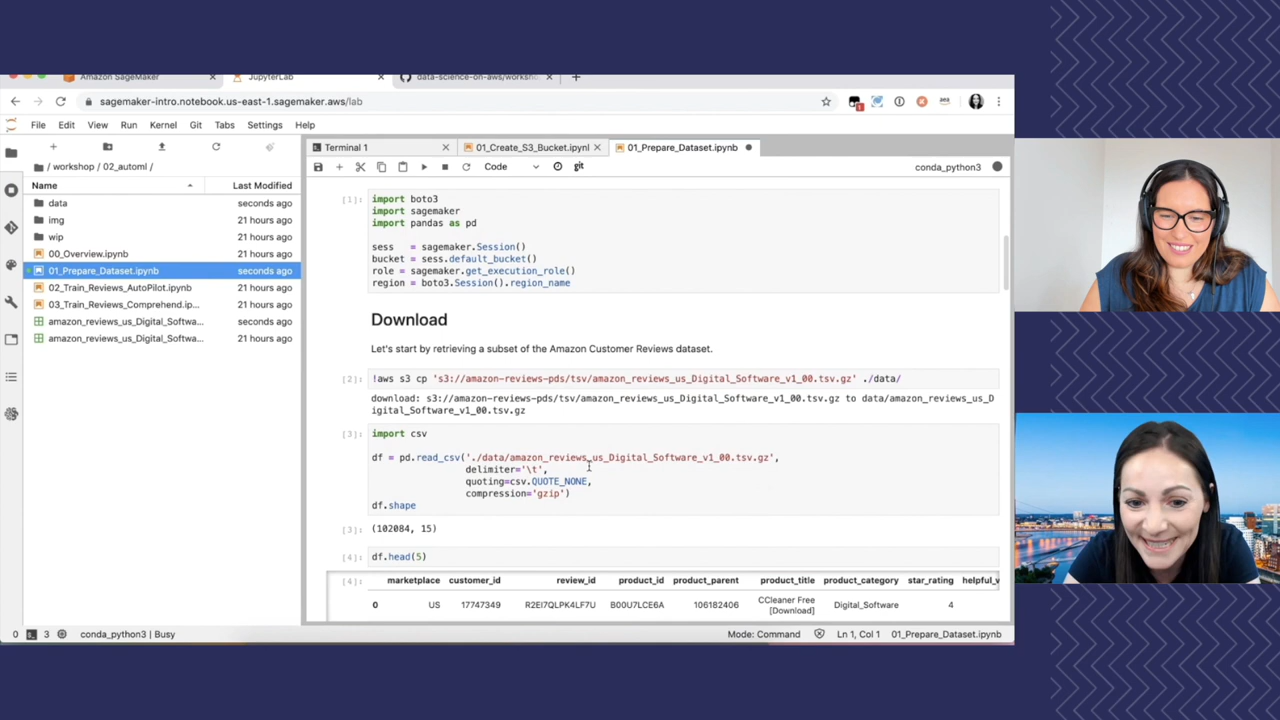 Amazon SageMaker
JupyterLab
data-science-on-aws/worksho
sagemaker-intro.notebook.us-east-1.sagemaker.aws/lab
File Edit View Run Kernel Git Tabs Settings Help
/ workshop / 02_automl /
Name Last Modified
data seconds ago
img 21 hours ago
wip 21 hours ago
00_Overview.ipynb 21 hours ago
01_Prepare_Dataset.ipynb seconds ago
02_Train_Reviews_AutoPilot.ipynb 21 hours ago
03_Train_Reviews_Comprehend.ip... 21 hours ago
amazon_reviews_us_Digital_Softwa... seconds ago
amazon_reviews_us_Digital_Softwa... 21 hours ago
Terminal 1
01_Create_S3_Bucket.ipynl
01_Prepare_Dataset.ipynb
Code
git
conda_python3
[1]: import boto3
import sagemaker
import pandas as pd
sess = sagemaker.Session()
bucket = sess.default_bucket()
role = sagemaker.get_execution_role()
region = boto3.Session().region_name
Download
Let's start by retrieving a subset of the Amazon Customer Reviews dataset.
[2]: !aws s3 cp 's3://amazon-reviews-pds/tsv/amazon_reviews_us_Digital_Software_v1_00.tsv.gz' ./data/
download: s3://amazon-reviews-pds/tsv/amazon_reviews_us_Digital_Software_v1_00.tsv.gz to data/amazon_reviews_us_D
igital_Software_v1_00.tsv.gz
[3]: import csv
df = pd.read_csv('./data/amazon_reviews_us_Digital_Software_v1_00.tsv.gz',
delimiter='\t',
quoting=csv.QUOTE_NONE,
compression='gzip')
df.shape
[3]: (102084, 15)
[4]: df.head(5)
[4]: marketplace customer_id review_id product_id product_parent product_title product_category star_rating helpful_v
0 US 17747349 R2EI7QLPK4LF7U B00U7LCE6A 106182406 CCleaner Free [Download] Digital_Software 4
0 3 conda_python3 | Busy
Mode: Command Ln 1, Col 1 01_Prepare_Dataset.ipynb